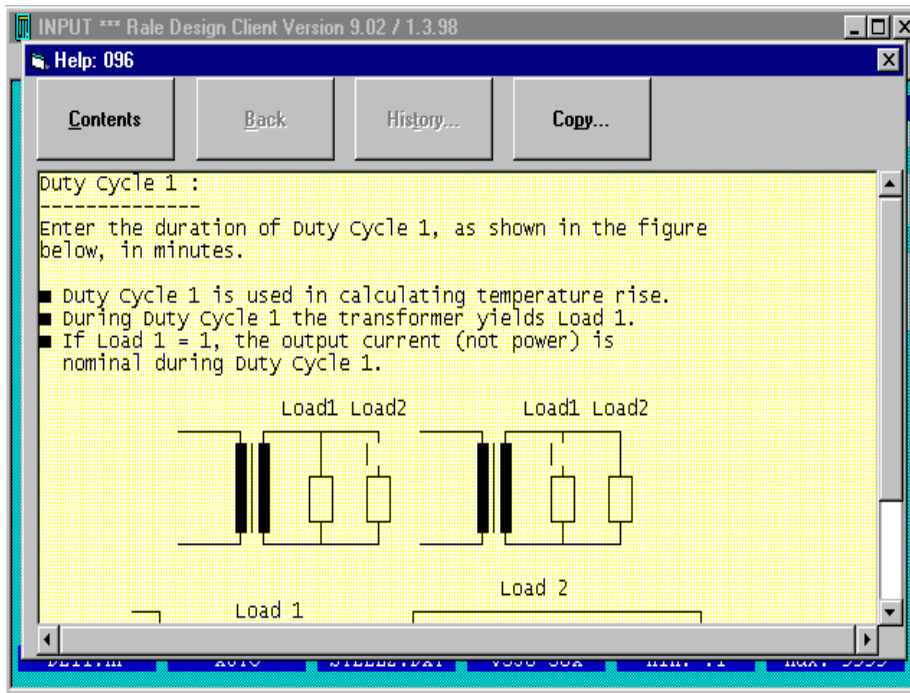 INPUT *** Rale Design Client Version 9.02 / 1.3.98
Help: 096
Contents Back History... Copy...
Duty Cycle 1 :
--------------
Enter the duration of Duty Cycle 1, as shown in the figure
below, in minutes.
■ Duty Cycle 1 is used in calculating temperature rise.
■ During Duty Cycle 1 the transformer yields Load 1.
■ If Load 1 = 1, the output current (not power) is
nominal during Duty Cycle 1.
Load1 Load2 Load1 Load2
Load 2
Load 1